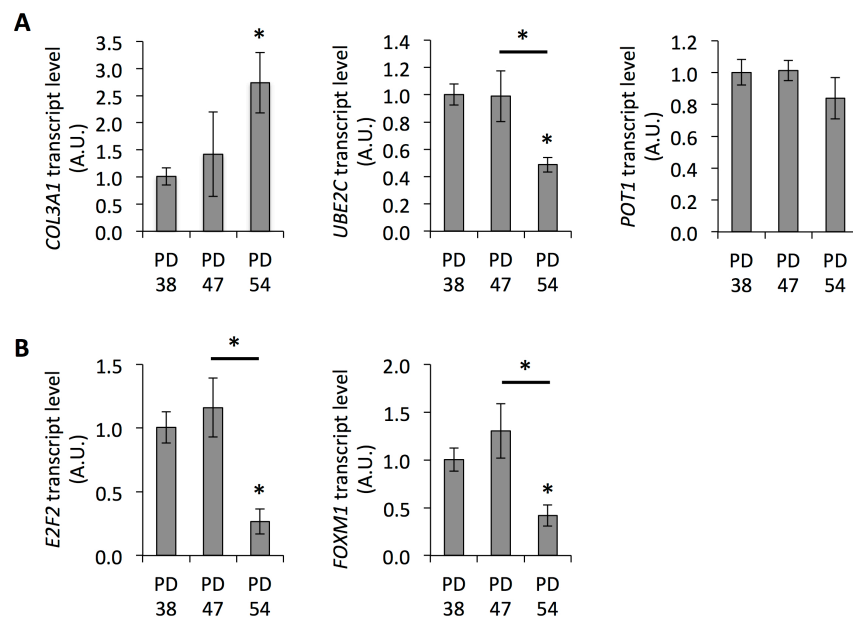 A
COL3A1 transcript level
(A.U.)
3.5
3.0
2.5
2.0
1.5
1.0
0.5
0.0
*
PD
38
PD
47
PD
54
UBE2C transcript level
(A.U.)
1.4
1.2
1.0
0.8
0.6
0.4
0.2
0.0
*
*
PD
38
PD
47
PD
54
POT1 transcript level
(A.U.)
1.2
1.0
0.8
0.6
0.4
0.2
0.0
PD
38
PD
47
PD
54
B
E2F2 transcript level
(A.U.)
1.5
1.0
0.5
0.0
*
*
PD
38
PD
47
PD
54
FOXM1 transcript level
(A.U.)
2.0
1.5
1.0
0.5
0.0
*
*
PD
38
PD
47
PD
54